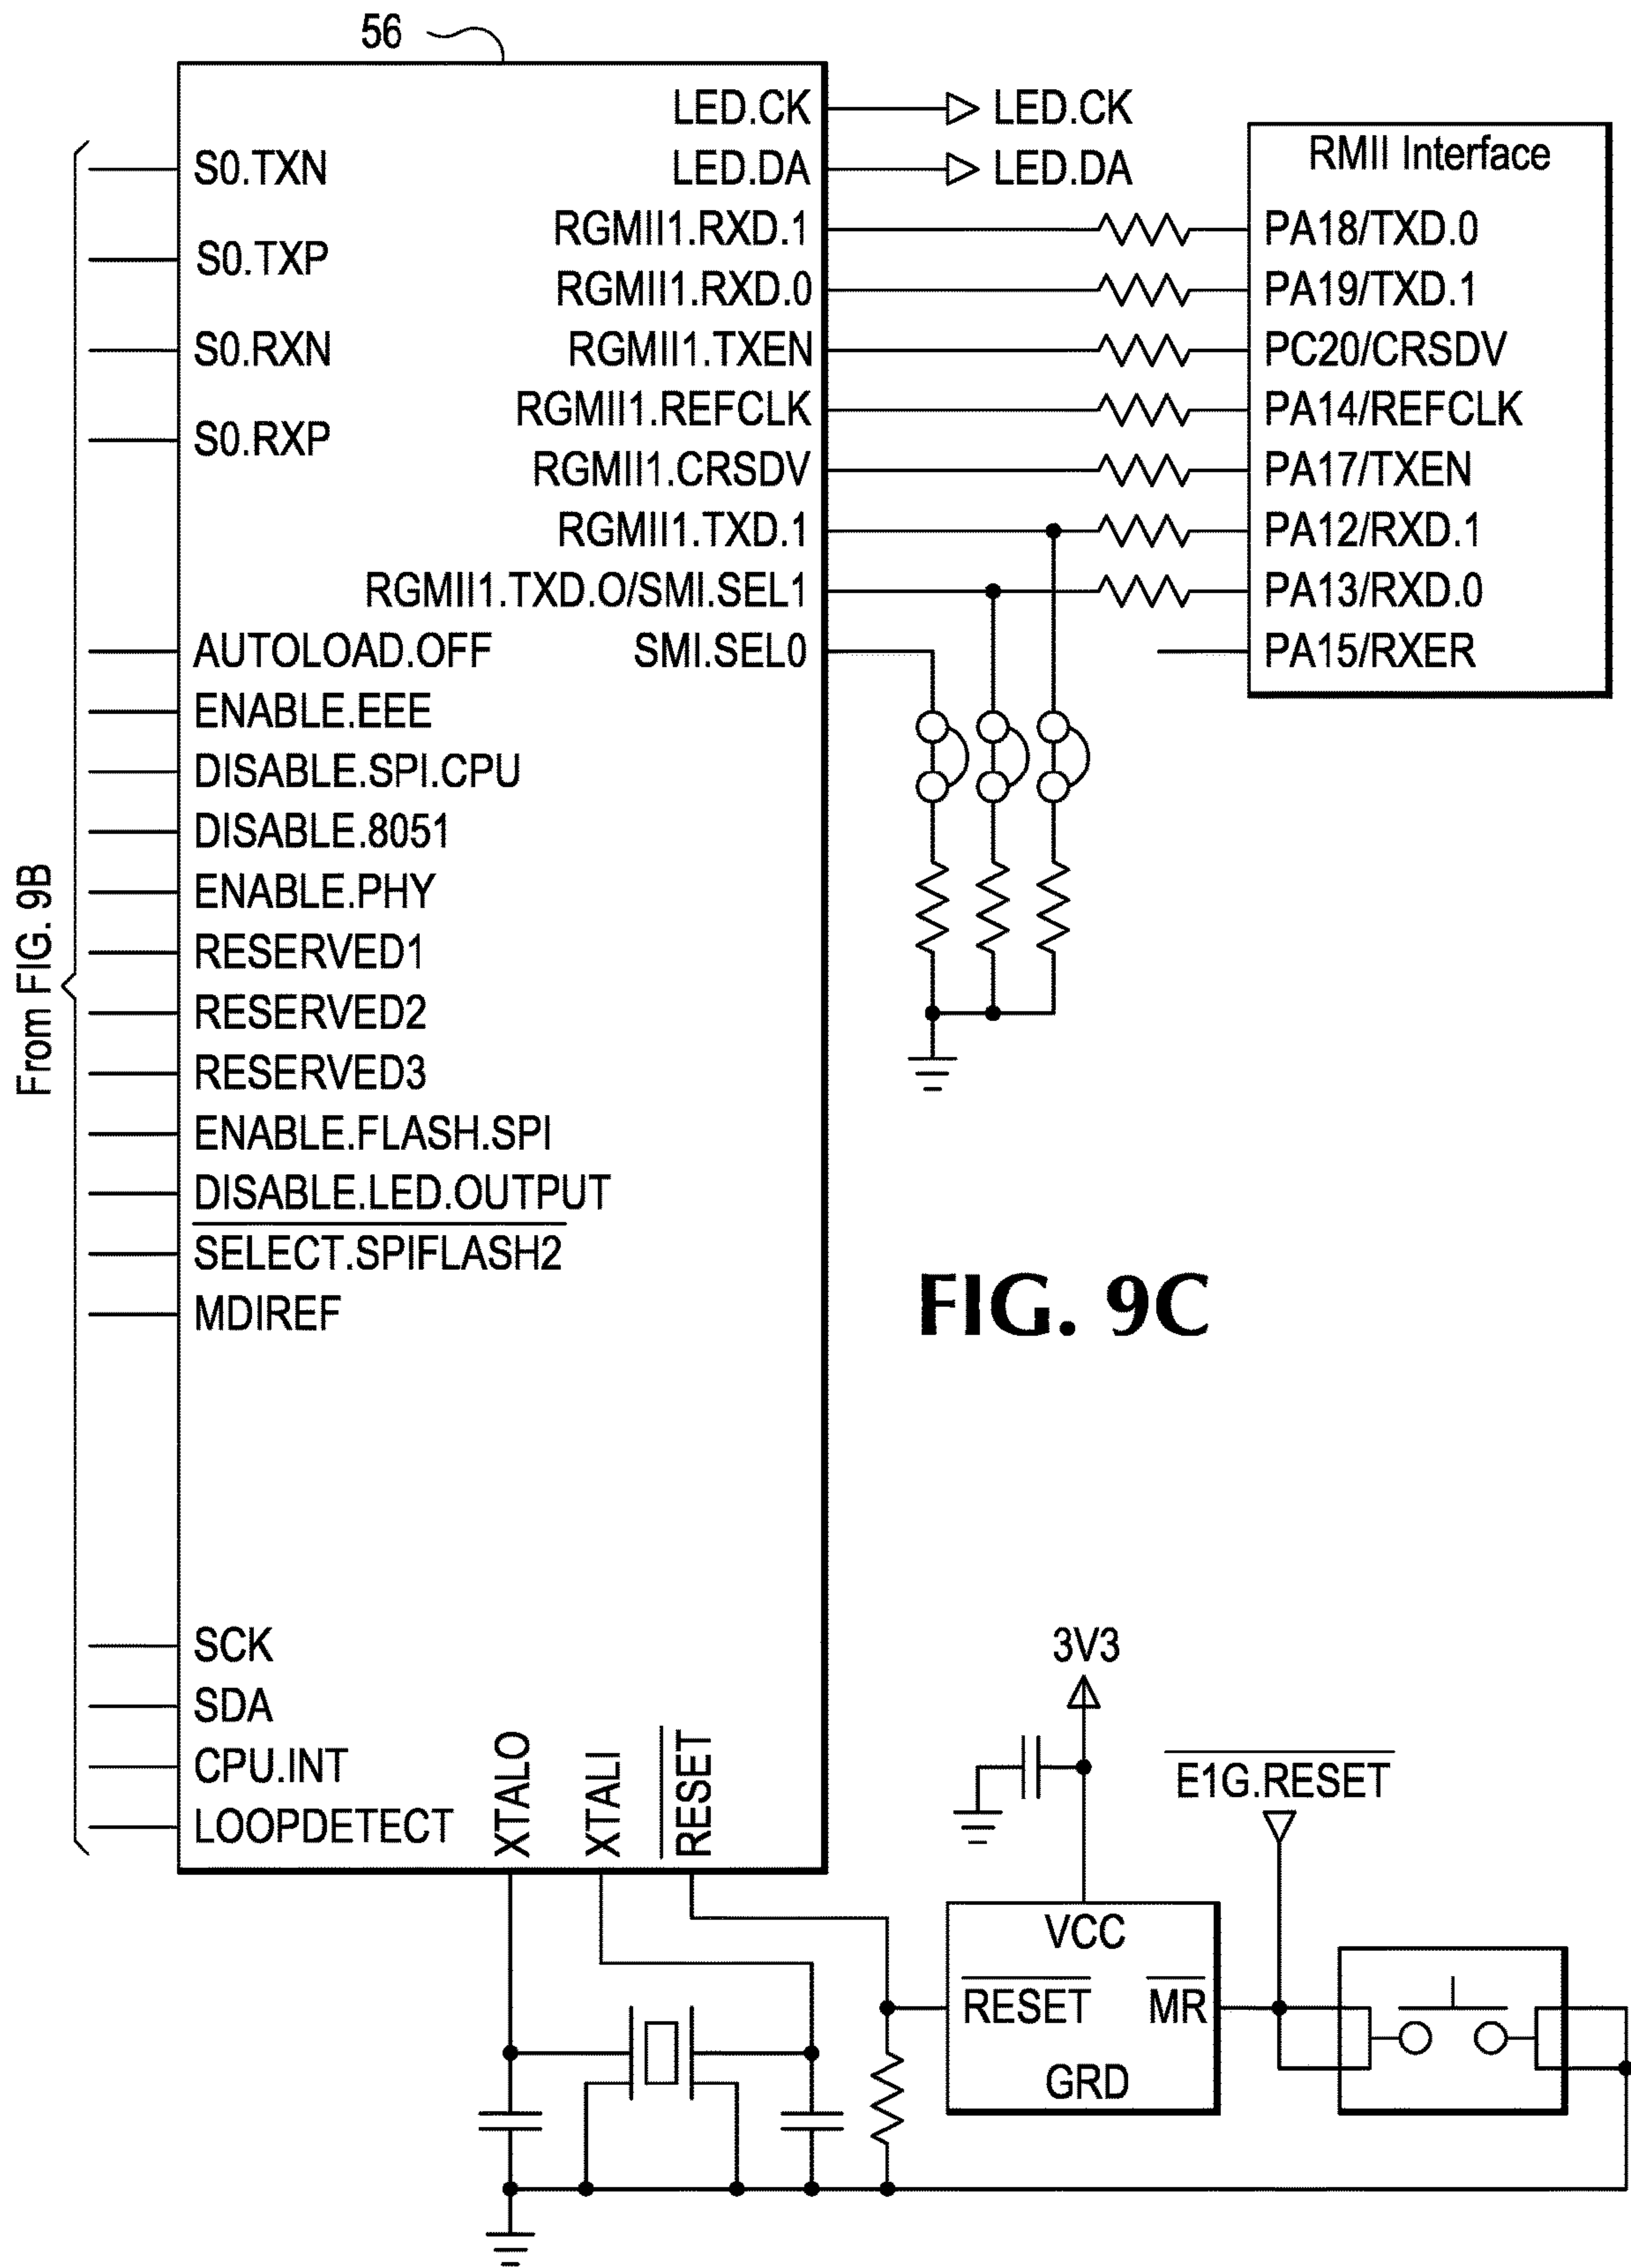 56
LED.CK
LED.CK
LED.DA
LED.DA
RMII Interface
S0.TXN
S0.TXP
S0.RXN
S0.RXP
RGMII1.RXD.1
PA18/TXD.0
RGMII1.RXD.0
PA19/TXD.1
RGMII1.TXEN
PC20/CRSDV
RGMII1.REFCLK
PA14/REFCLK
RGMII1.CRSDV
PA17/TXEN
RGMII1.TXD.1
PA12/RXD.1
RGMII1.TXD.O/SMI.SEL1
PA13/RXD.0
AUTOLOAD.OFF
SMI.SEL0
PA15/RXER
ENABLE.EEE
DISABLE.SPI.CPU
DISABLE.8051
ENABLE.PHY
RESERVED1
RESERVED2
RESERVED3
ENABLE.FLASH.SPI
DISABLE.LED.OUTPUT
SELECT.SPIFLASH2
MDIREF
From FIG. 9B
FIG. 9C
SCK
SDA
CPU.INT
LOOPDETECT
XTALO
XTALI
RESET
3V3
E1G.RESET
VCC
RESET
MR
GRD